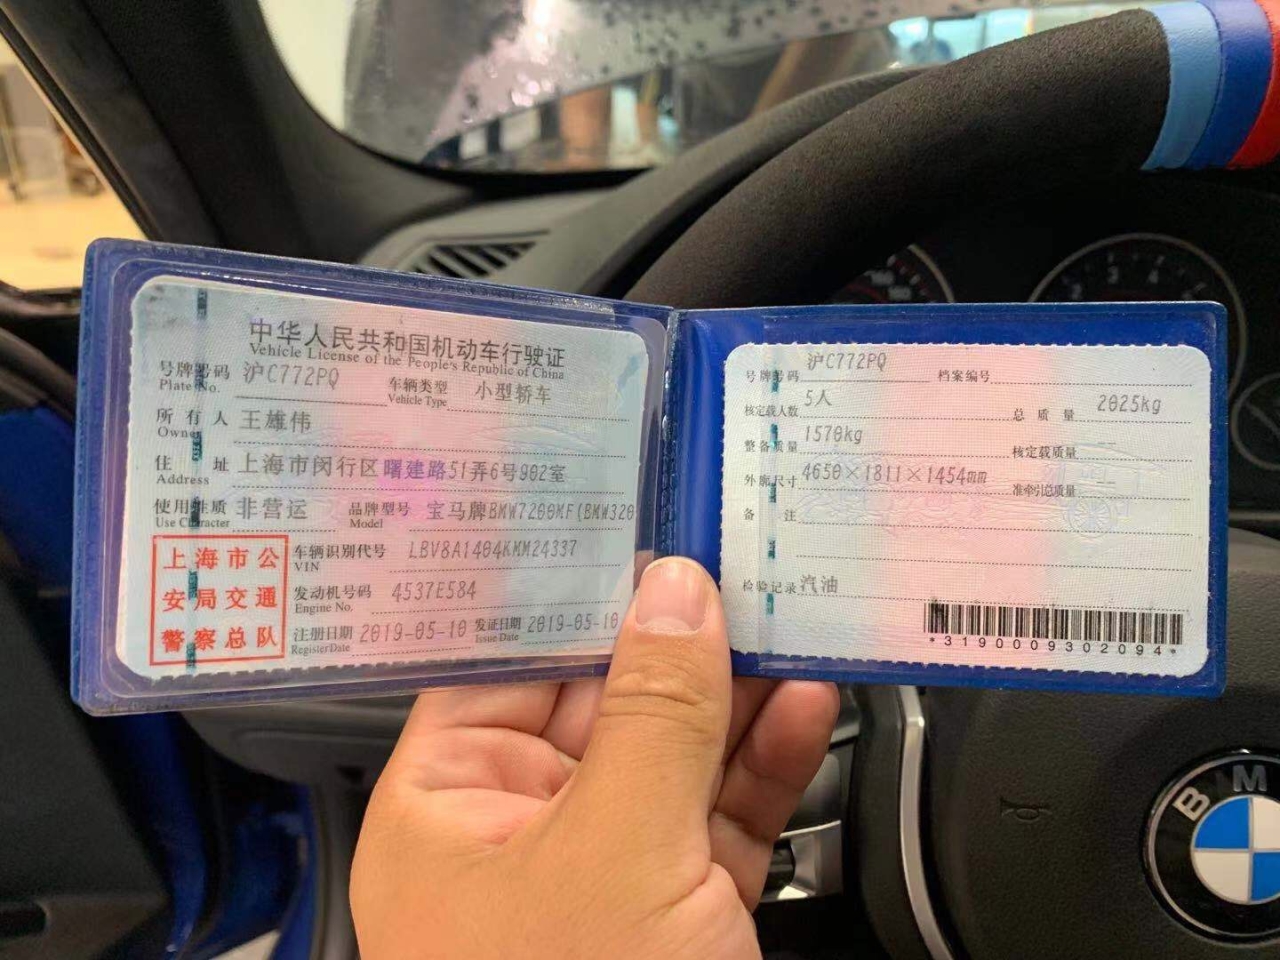 中华人民共和国机动车行驶证
Vehicle License of the People's Republic of China
号牌号码 沪C772PQ 车辆类型 小型轿车
Plate No. Vehicle Type
所有人 王雄伟
Owner
住址 上海市闵行区曙建路51弄6号902室
Address
使用性质 非营运 品牌型号 宝马牌BMW7200MF(BMW320
Use Character Model
上海市公
安局交通
警察总队
车辆识别代号 LBV8A1404KMM24337
VIN
发动机号码 4537E584
Engine No.
注册日期 2019-05-10 发证日期 2019-05-10
Register Date Issue Date
号牌号码 沪C772PQ 档案编号
核定载人数 5人 总质量 2025kg
整备质量 1570kg 核定载质量 --
外廓尺寸 4650×1811×1454mm 准牵引总质量 --
备注
检验记录 汽油
*3190009302094*
2 3 4
B M